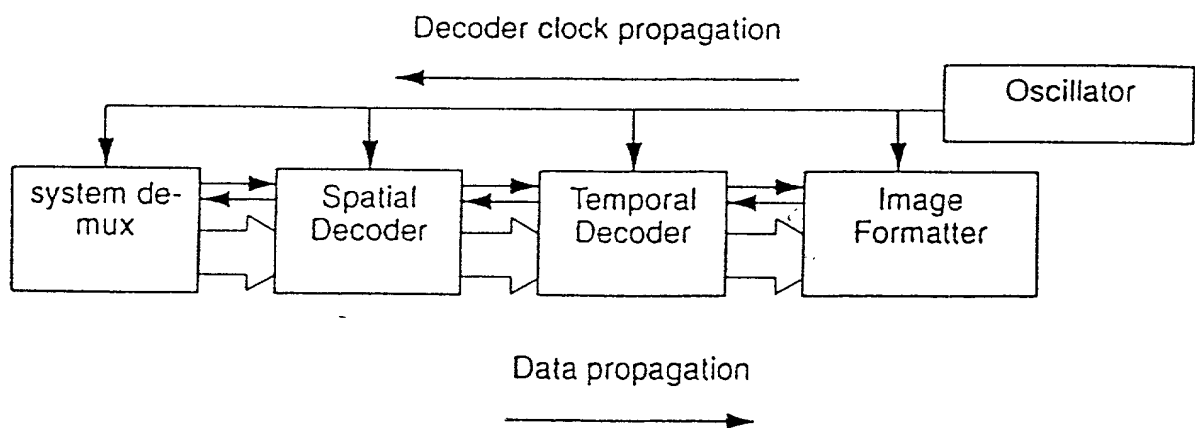 Decoder clock propagation
Oscillator
system de-
mux
Spatial
Decoder
Temporal
Decoder
Image
Formatter
Data propagation